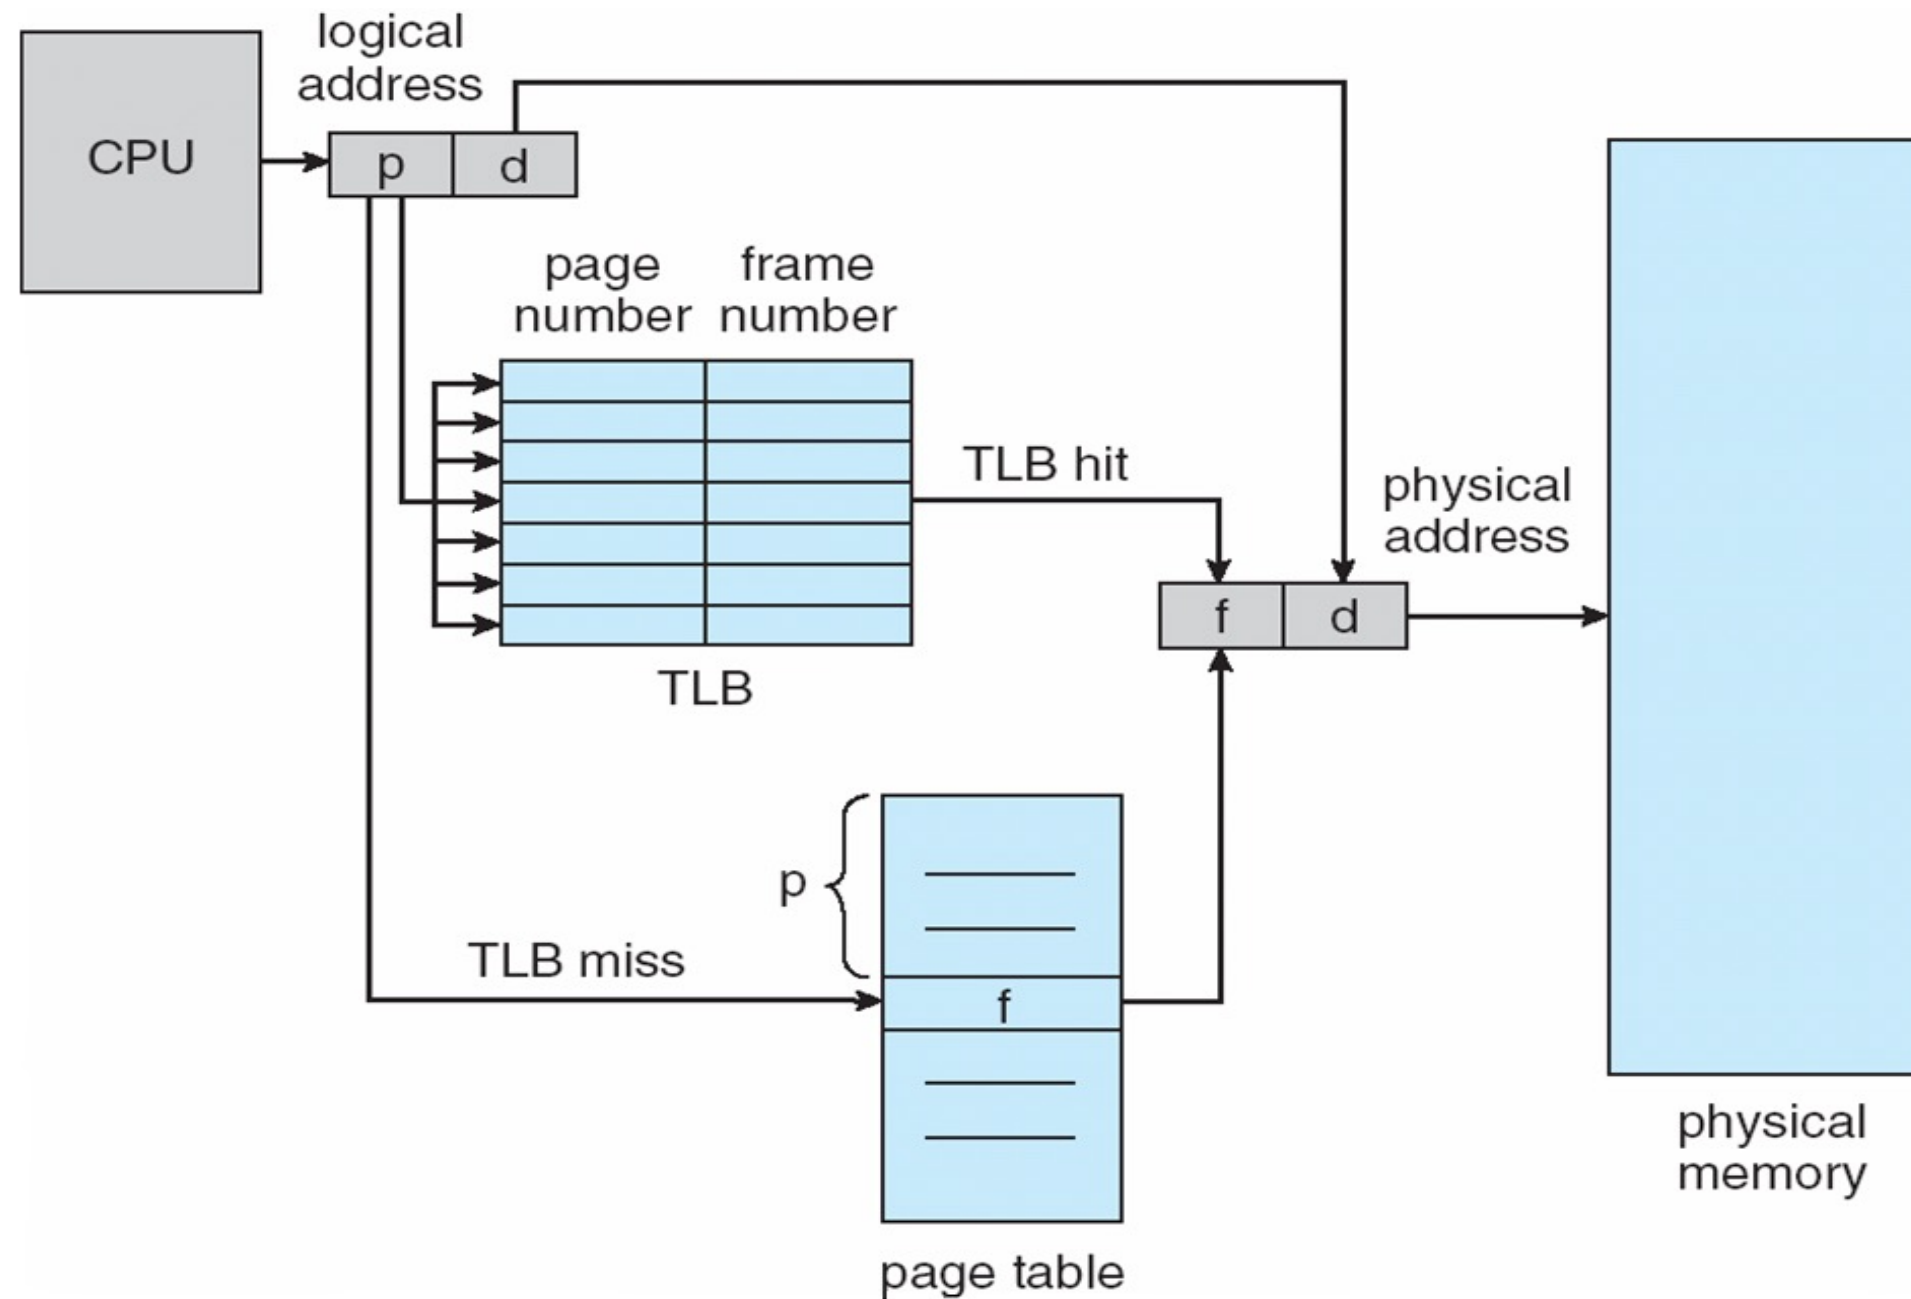 logical
address
CPU
p d
page frame
number number
TLB hit
physical
address
f d
TLB
p
TLB miss
f
physical
memory
page table